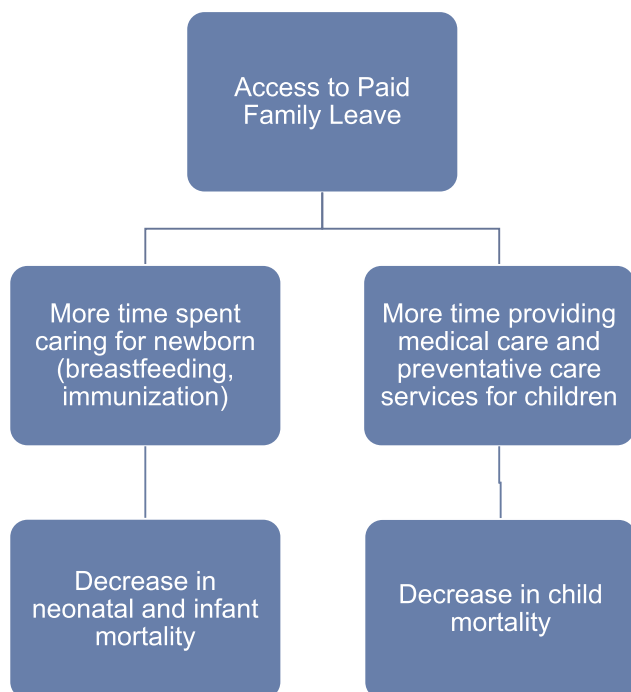 Access to Paid
Family Leave
More time spent
caring for newborn
(breastfeeding,
immunization)
More time providing
medical care and
preventative care
services for children
Decrease in
neonatal and infant
mortality
Decrease in child
mortality